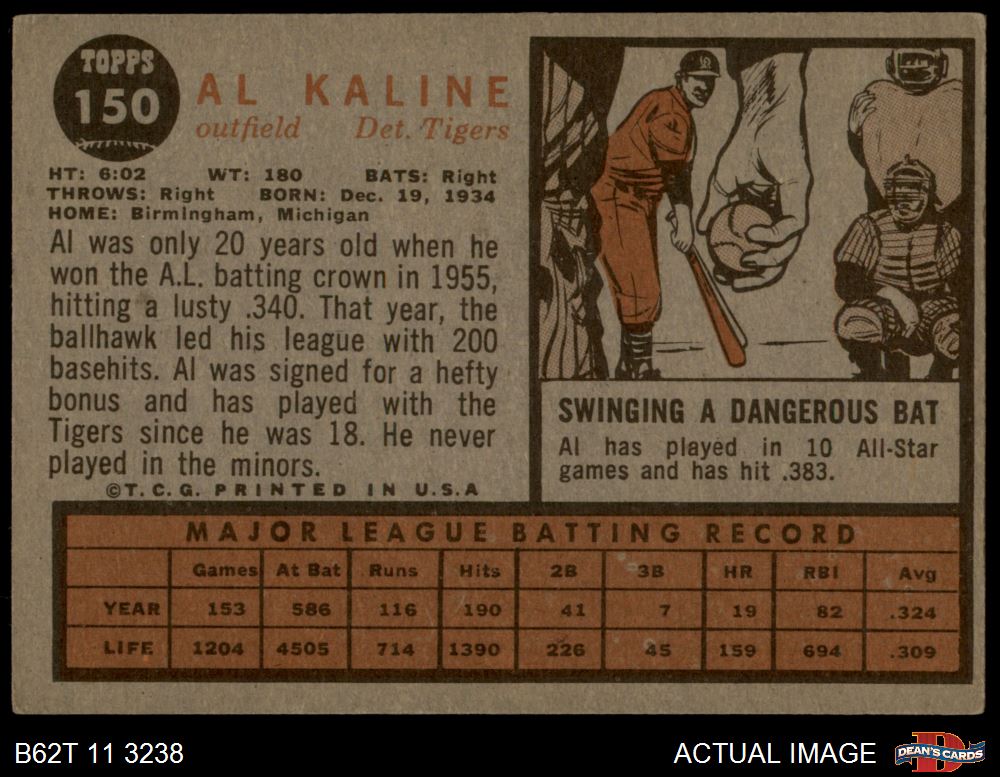 TOPPS
150
AL KALINE
outfield Det. Tigers
HT: 6:02 WT: 180 BATS: Right
THROWS: Right BORN: Dec. 19, 1934
HOME: Birmingham, Michigan
Al was only 20 years old when he
won the A.L. batting crown in 1955,
hitting a lusty .340. That year, the
ballhawk led his league with 200
basehits. Al was signed for a hefty
bonus and has played with the
Tigers since he was 18. He never
played in the minors.
©T.C.G. PRINTED IN U.S.A
SWINGING A DANGEROUS BAT
Al has played in 10 All-Star
games and has hit .383.
MAJOR LEAGUE BATTING RECORD
Games At Bat Runs Hits 2B 3B HR RBI Avg
YEAR 153 586 116 190 41 7 19 82 .324
LIFE 1204 4505 714 1390 226 45 159 694 .309
B62T 11 3238 ACTUAL IMAGE
DEAN'S CARDS